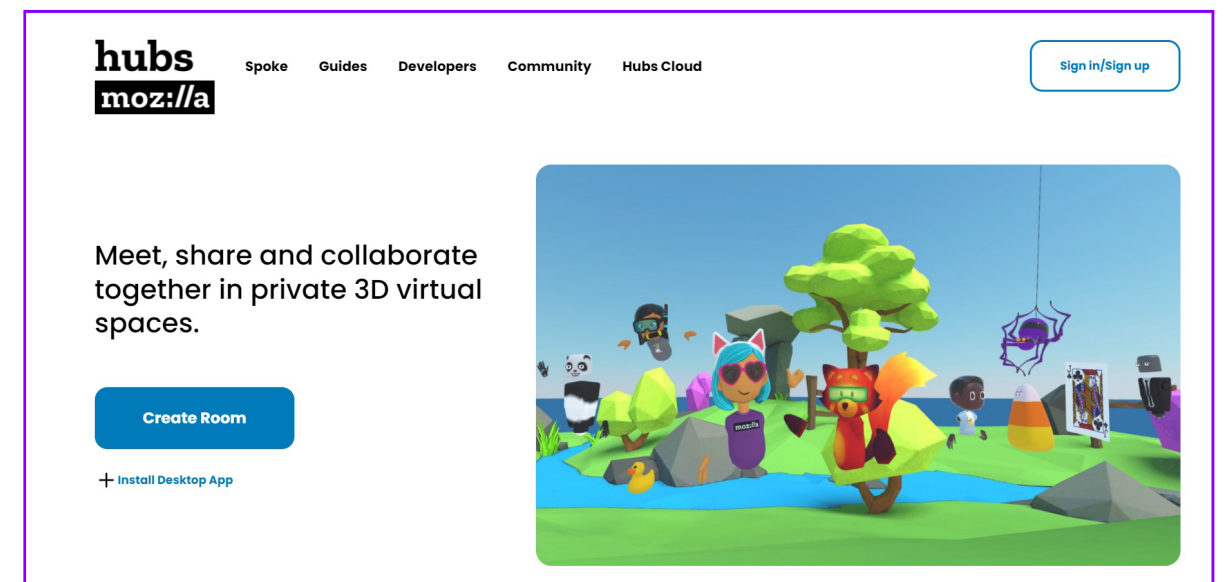 hubs
moz://a
Spoke Guides Developers Community Hubs Cloud
Sign in/Sign up
Meet, share and collaborate
together in private 3D virtual
spaces.
Create Room
Install Desktop App
moz://a